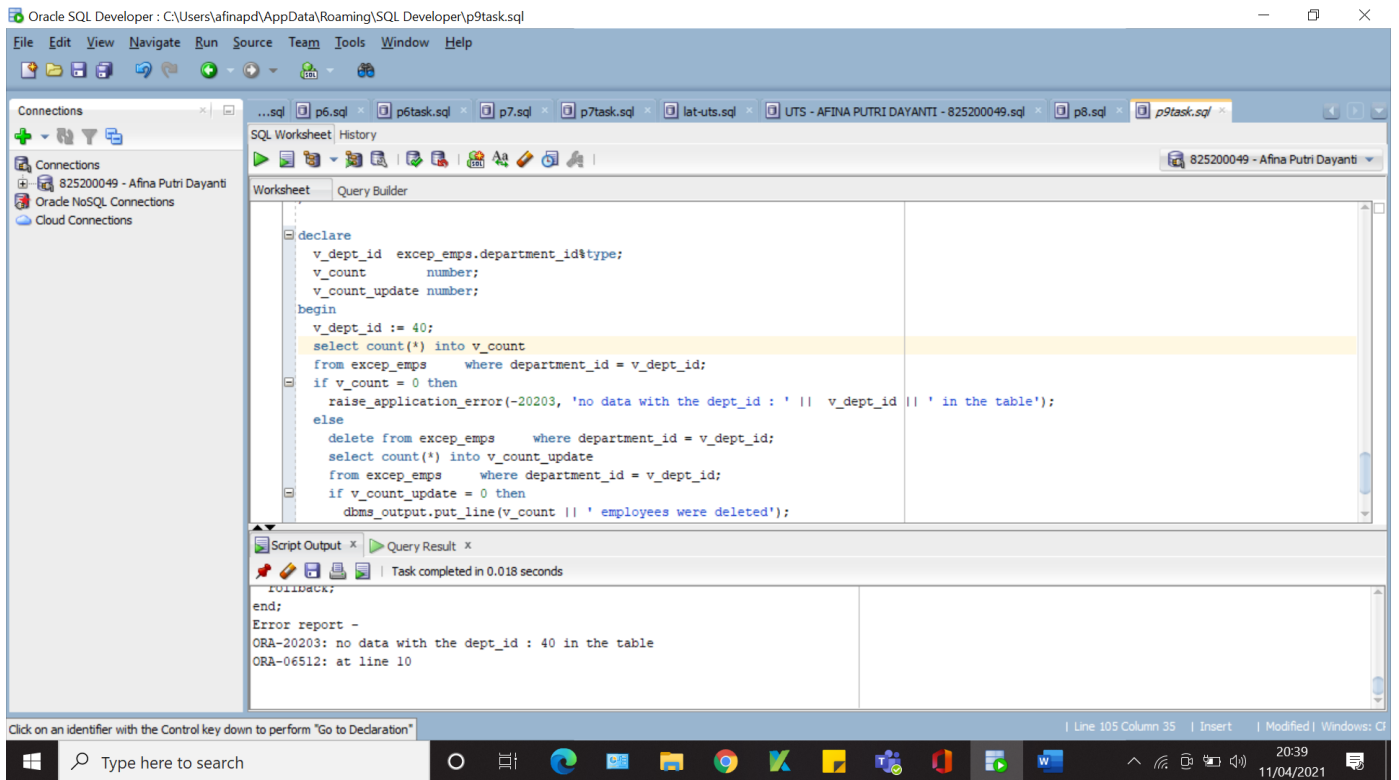 Oracle SQL Developer : C:\Users\afinapd\AppData\Roaming\SQL Developer\p9task.sql
File Edit View Navigate Run Source Team Tools Window Help
Connections
...sql p6.sql p6task.sql p7.sql p7task.sql lat-uts.sql UTS - AFINA PUTRI DAYANTI - 825200049.sql p8.sql p9task.sql
SQL Worksheet History
Connections
825200049 - Afina Putri Dayanti
Oracle NoSQL Connections
Cloud Connections
825200049 - Afina Putri Dayanti
Worksheet Query Builder
declare
v_dept_id excep_emps.department_id%type;
v_count number;
v_count_update number;
begin
v_dept_id := 40;
select count(*) into v_count
from excep_emps where department_id = v_dept_id;
if v_count = 0 then
raise_application_error(-20203, 'no data with the dept_id : ' || v_dept_id || ' in the table');
else
delete from excep_emps where department_id = v_dept_id;
select count(*) into v_count_update
from excep_emps where department_id = v_dept_id;
if v_count_update = 0 then
dbms_output.put_line(v_count || ' employees were deleted');
Script Output x Query Result x
Task completed in 0.018 seconds
rollback;
end;
Error report -
ORA-20203: no data with the dept_id : 40 in the table
ORA-06512: at line 10
Click on an identifier with the Control key down to perform "Go to Declaration"
| Line 105 Column 35 | Insert | Modified | Windows: CF
Type here to search
20:39
11/04/2021